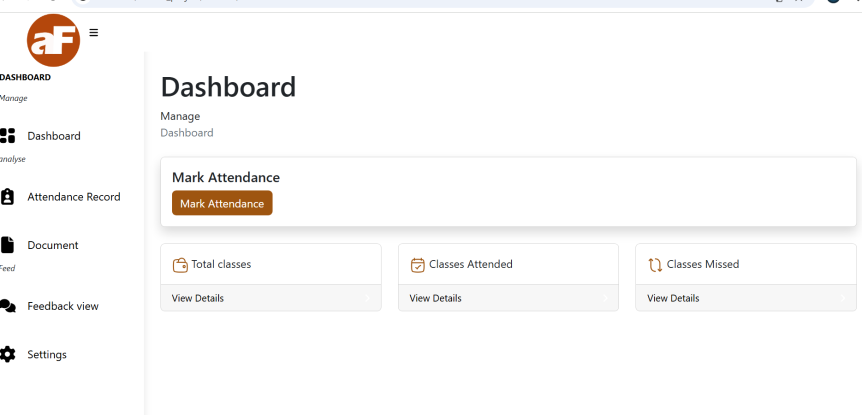 aF
DASHBOARD
Manage
Dashboard
analyse
Attendance Record
Document
Feed
Feedback view
Settings
Dashboard
Manage
Dashboard
Mark Attendance
Mark Attendance
Total classes
View Details
Classes Attended
View Details
Classes Missed
View Details